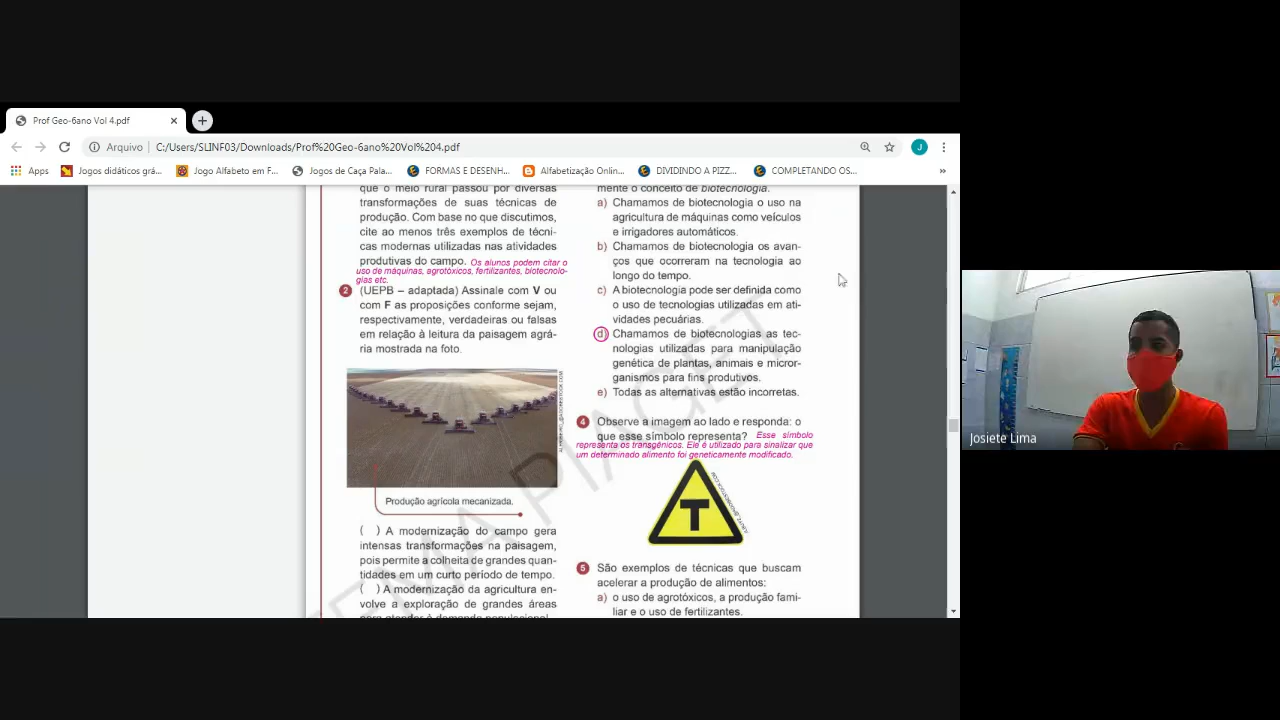 Prof Geo-6ano Vol 4.pdf
Arquivo
C:/Users/SLINF03/Downloads/Prof%20Geo-6ano%20Vol%204.pdf
J
Apps
Jogos didáticos grá...
Jogo Alfabeto em F...
Jogos de Caça Pala...
FORMAS E DESENH...
Alfabetização Onlin...
DIVIDINDO A PIZZ...
COMPLETANDO OS...
»
que o meio rural passou por diversas
transformações de suas técnicas de
produção. Com base no que discutimos,
cite ao menos três exemplos de técni-
cas modernas utilizadas nas atividades
produtivas do campo. Os alunos podem citar o
uso de máquinas, agrotóxicos, fertilizantes, biotecnolo-
gias etc.
2 (UEPB – adaptada) Assinale com V ou
com F as proposições conforme sejam,
respectivamente, verdadeiras ou falsas
em relação à leitura da paisagem agrá-
ria mostrada na foto.
Produção agrícola mecanizada.
( ) A modernização do campo gera
intensas transformações na paisagem,
pois permite a colheita de grandes quan-
tidades em um curto período de tempo.
( ) A modernização da agricultura en-
volve a exploração de grandes áreas
para atender à demanda populacional
mente o conceito de biotecnologia.
a) Chamamos de biotecnologia o uso na
agricultura de máquinas como veículos
e irrigadores automáticos.
b) Chamamos de biotecnologia os avan-
ços que ocorreram na tecnologia ao
longo do tempo.
c) A biotecnologia pode ser definida como
o uso de tecnologias utilizadas em ati-
vidades pecuárias.
d) Chamamos de biotecnologias as tec-
nologias utilizadas para manipulação
genética de plantas, animais e micror-
ganismos para fins produtivos.
e) Todas as alternativas estão incorretas.
4 Observe a imagem ao lado e responda: o
que esse símbolo representa? Esse símbolo
representa os transgênicos. Ele é utilizado para sinalizar que
um determinado alimento foi geneticamente modificado.
T
5 São exemplos de técnicas que buscam
acelerar a produção de alimentos:
a) o uso de agrotóxicos, a produção fami-
liar e o uso de fertilizantes.
TEMA PIAGET
Josiete Lima